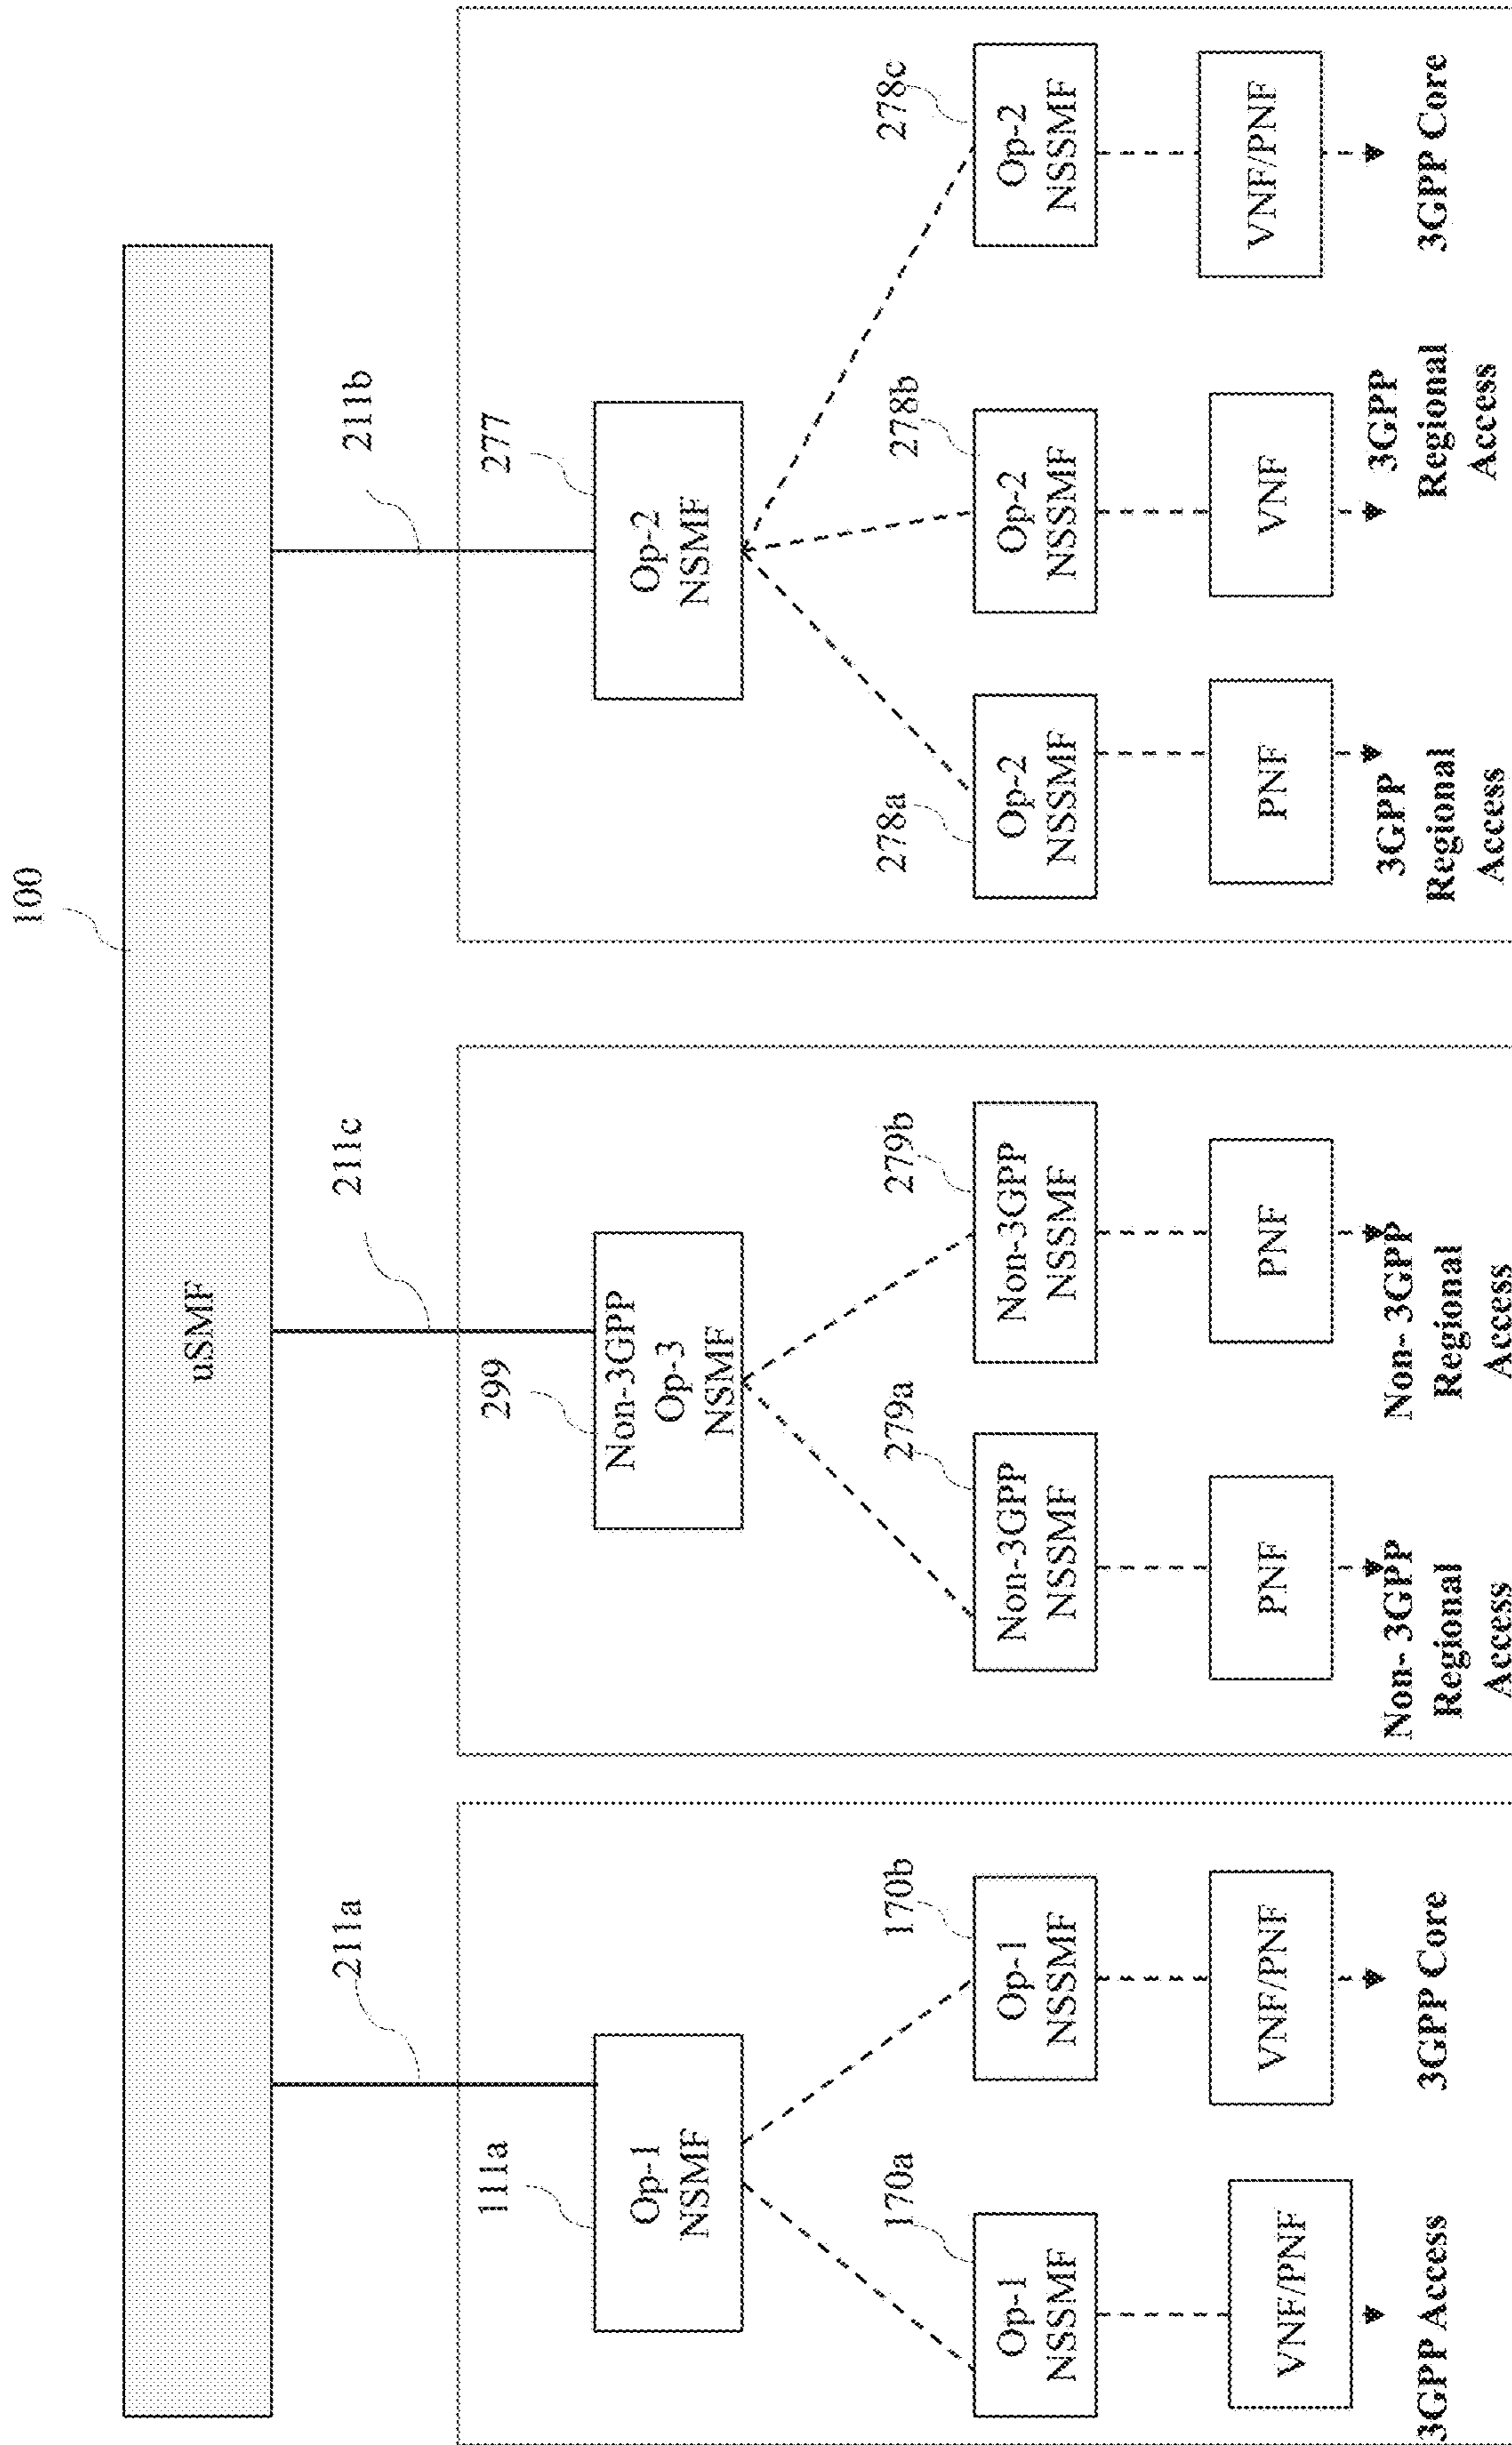 100
uSMF
211a
211c
211b
111a
Op-1
NSMF
299
Non-3GPP
Op-3
NSMF
277
Op-2
NSMF
170a
Op-1
NSSMF
170b
Op-1
NSSMF
279a
Non-3GPP
NSSMF
279b
Non-3GPP
NSSMF
278a
Op-2
NSSMF
278b
Op-2
NSSMF
278c
Op-2
NSSMF
VNF/PNF
VNF/PNF
PNF
PNF
PNF
VNF
VNF/PNF
3GPP Access
3GPP Core
Non- 3GPP
Regional
Access
Non- 3GPP
Regional
Access
3GPP
Regional
Access
3GPP
Regional
Access
3GPP Core